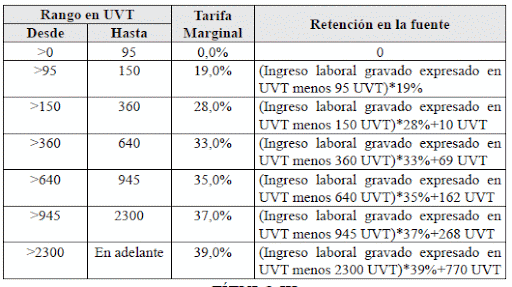 Rango en UVT
Tarifa
Marginal
Retención en la fuente
Desde
Hasta
>0
95
0,0%
0
>95
150
19,0%
(Ingreso laboral gravado expresado en
UVT menos 95 UVT)*19%
>150
360
28,0%
(Ingreso laboral gravado expresado en
UVT menos 150 UVT)*28%+10 UVT
>360
640
33,0%
(Ingreso laboral gravado expresado en
UVT menos 360 UVT)*33%+69 UVT
>640
945
35,0%
(Ingreso laboral gravado expresado en
UVT menos 640 UVT)*35%+162 UVT
>945
2300
37,0%
(Ingreso laboral gravado expresado en
UVT menos 945 UVT)*37%+268 UVT
>2300
En adelante
39,0%
(Ingreso laboral gravado expresado en
UVT menos 2300 UVT)*39%+770 UVT